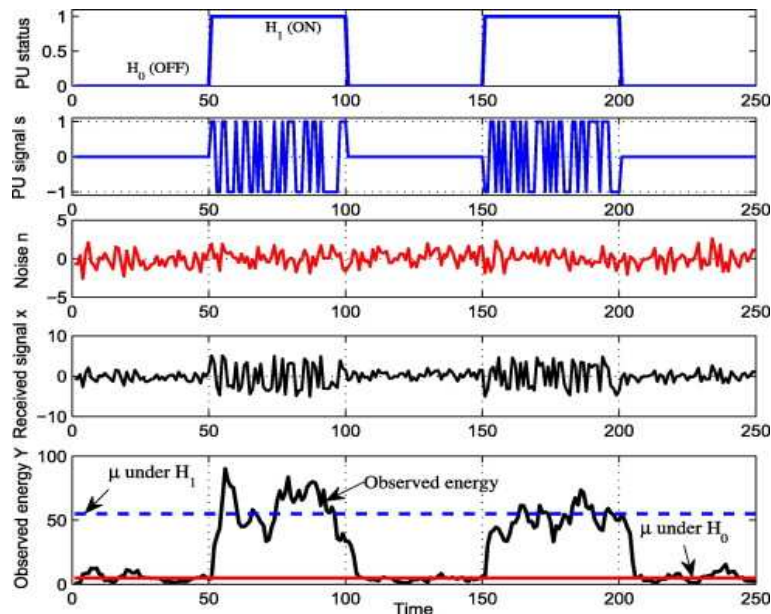 PU status
1
0.5
0
H₁ (ON)
H₀ (OFF)
0 50 100 150 200 250
PU signal s
1
0
−1
0 50 100 150 200 250
Noise n
5
0
−5
0 50 100 150 200 250
Received signal x
10
0
−10
0 50 100 150 200 250
Observed energy Y
100
50
0
μ under H₁
Observed energy
μ under H₀
0 50 100 150 200 250
Time